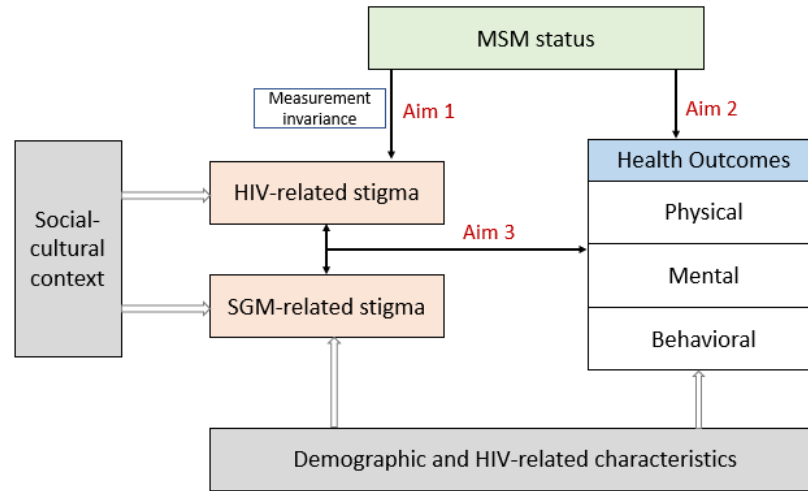 MSM status
Measurement
invariance
Aim 1
Aim 2
Social-
cultural
context
HIV-related stigma
SGM-related stigma
Aim 3
Health Outcomes
Physical
Mental
Behavioral
Demographic and HIV-related characteristics